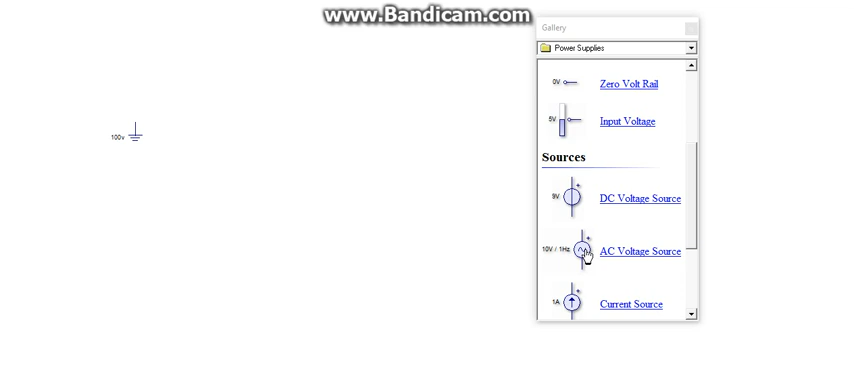 www.Bandicam.com
Gallery
Power Supplies
0V
Zero Volt Rail
5V
Input Voltage
100v
Sources
9V
DC Voltage Source
10V / 1Hz
AC Voltage Source
1A
Current Source